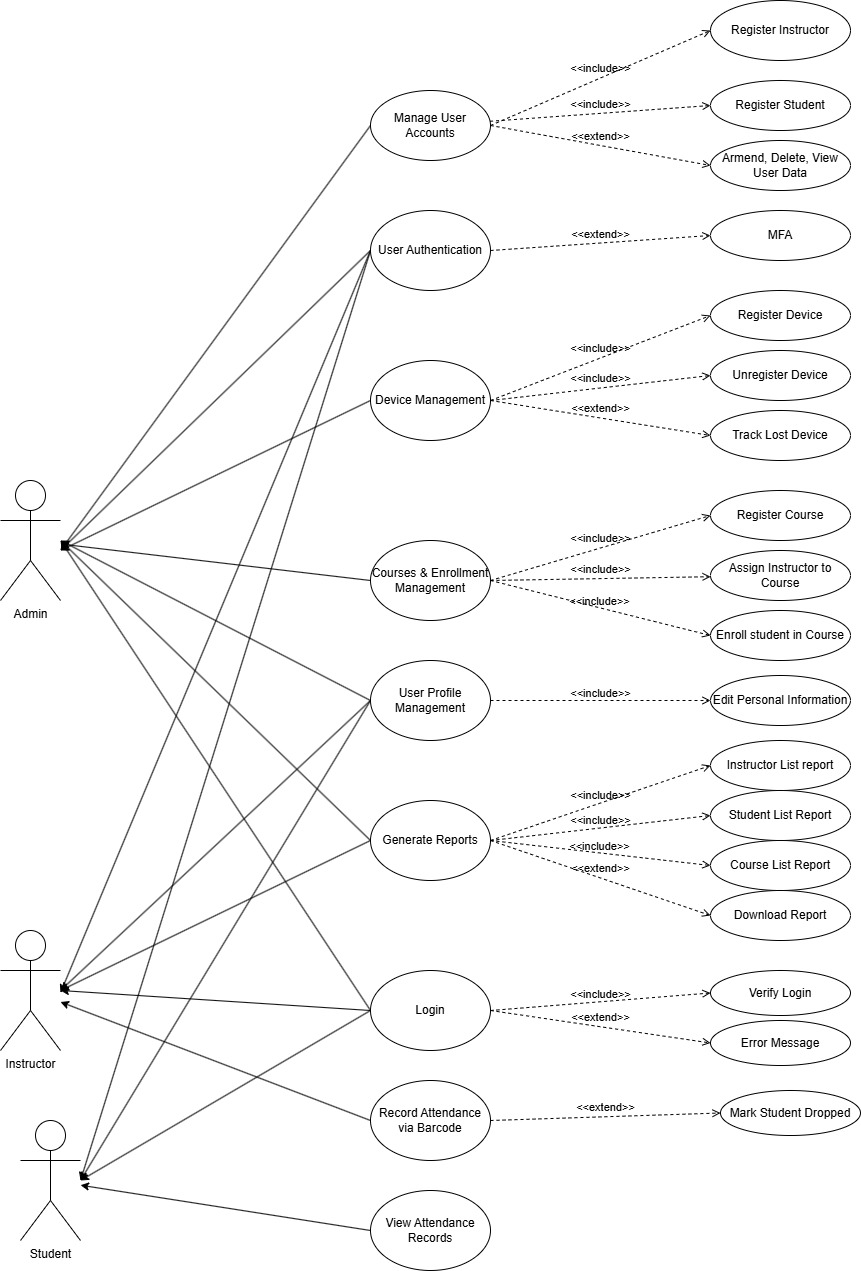 Register Instructor
<<include>>
Manage User
Accounts
<<include>>
Register Student
<<extend>>
Armend, Delete, View
User Data
User Authentication
<<extend>>
MFA
Register Device
<<include>>
Device Management
<<include>>
Unregister Device
<<extend>>
Track Lost Device
Admin
Register Course
<<include>>
Courses & Enrollment
Management
<<include>>
Assign Instructor to
Course
<<include>>
Enroll student in Course
User Profile
Management
<<include>>
Edit Personal Information
Instructor List report
<<include>>
Generate Reports
<<include>>
Student List Report
<<include>>
Course List Report
<<extend>>
Download Report
Instructor
Login
<<include>>
Verify Login
<<extend>>
Error Message
Record Attendance
via Barcode
<<extend>>
Mark Student Dropped
Student
View Attendance
Records